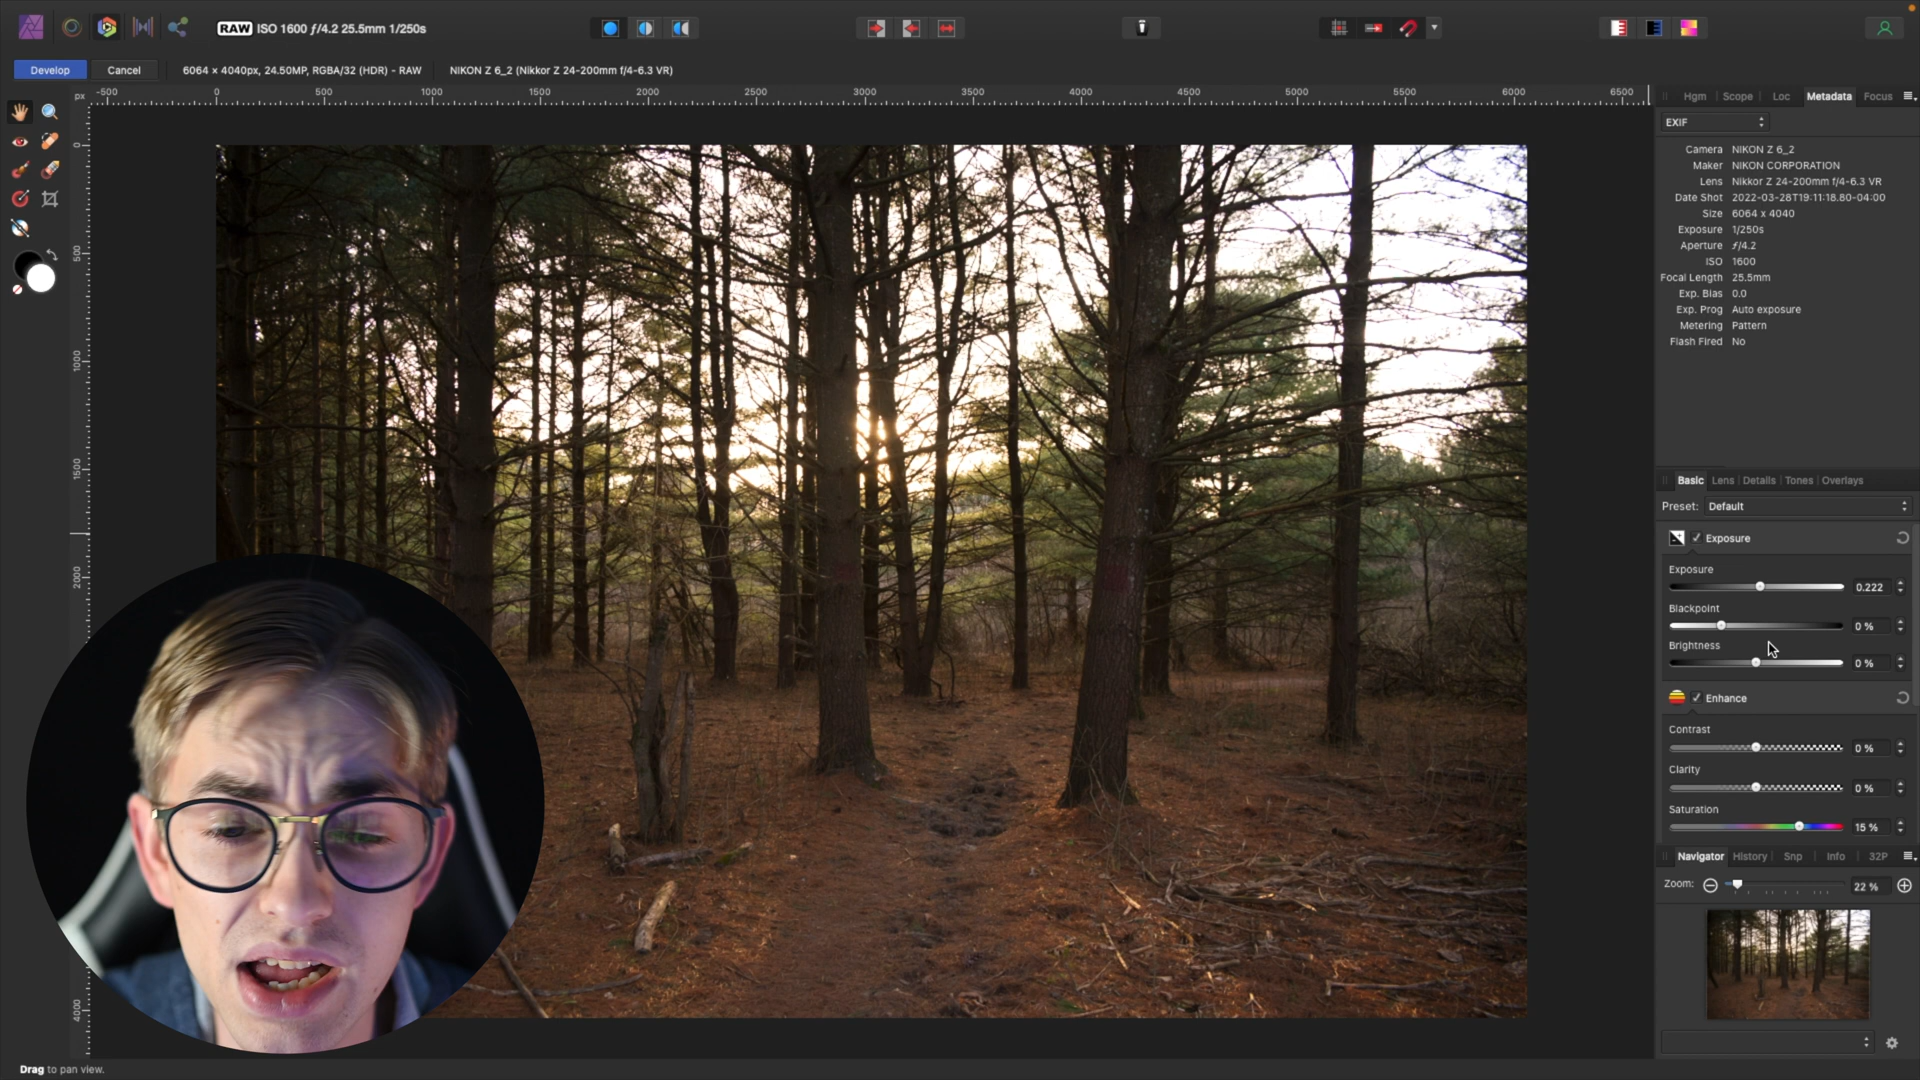 RAW ISO 1600 ƒ/4.2 25.5mm 1/250s
Develop Cancel 6064 × 4040px, 24.50MP, RGBA/32 (HDR) - RAW NIKON Z 6_2 (Nikkor Z 24-200mm f/4-6.3 VR)
px -500 0 500 1000 1500 2000 2500 3000 3500 4000 4500 5000 5500 6000 6500
0
500
1000
1500
2000
4000
Hgm Scope Loc Metadata Focus
EXIF
Camera NIKON Z 6_2
Maker NIKON CORPORATION
Lens Nikkor Z 24-200mm f/4-6.3 VR
Date Shot 2022-03-28T19:11:18.80-04:00
Size 6064 x 4040
Exposure 1/250s
Aperture ƒ/4.2
ISO 1600
Focal Length 25.5mm
Exp. Bias 0.0
Exp. Prog Auto exposure
Metering Pattern
Flash Fired No
Basic Lens Details Tones Overlays
Preset: Default
Exposure
Exposure
0.222
Blackpoint
0 %
Brightness
0 %
Enhance
Contrast
0 %
Clarity
0 %
Saturation
15 %
Navigator History Snp Info 32P
Zoom: 22 %
Drag to pan view.